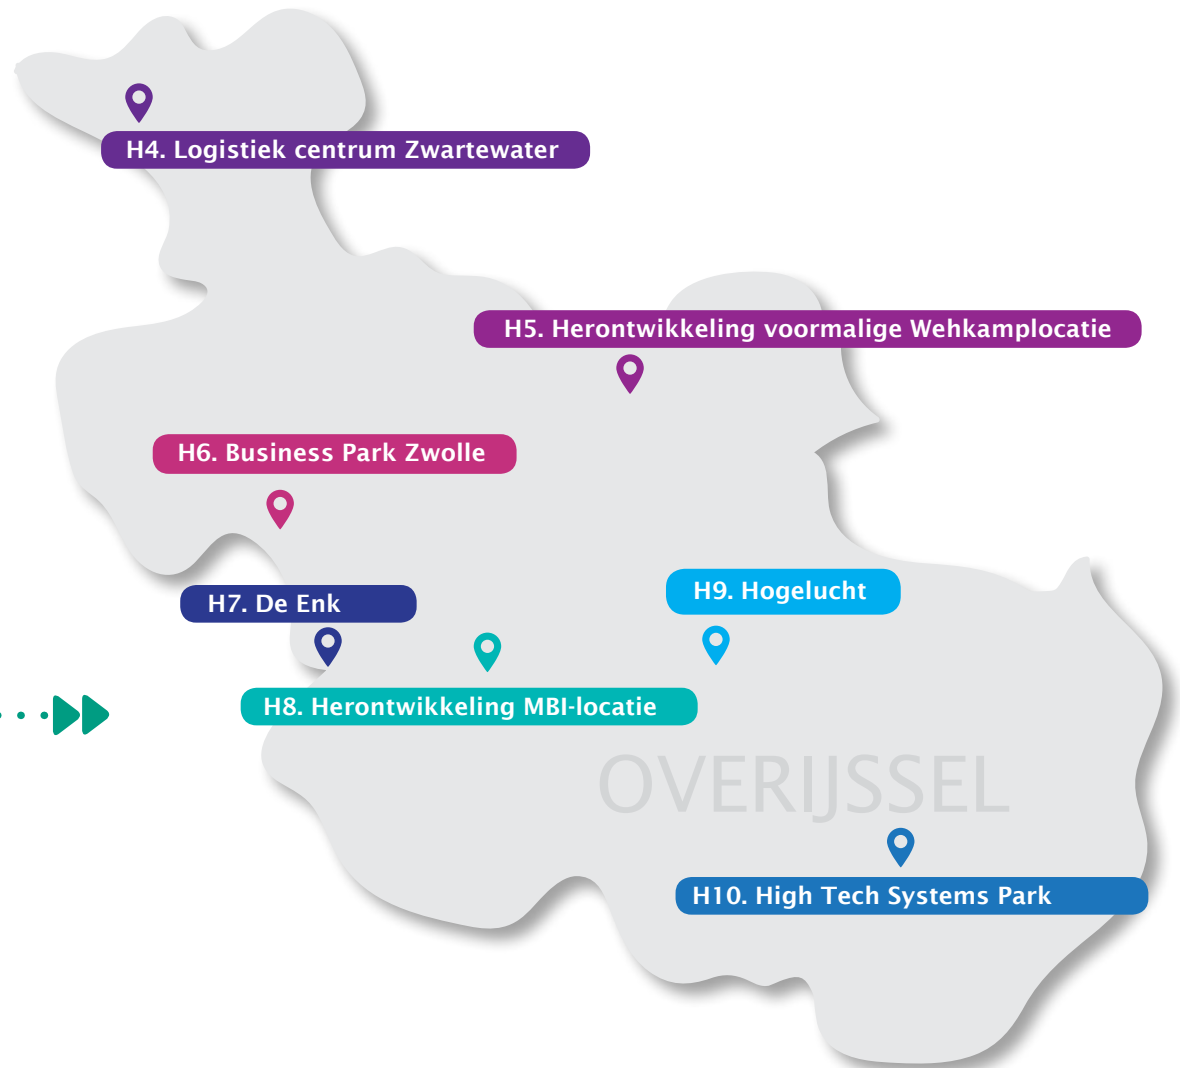 H4. Logistiek centrum Zwartewater
H5. Herontwikkeling voormalige Wehkamplocatie
H6. Business Park Zwolle
H7. De Enk
H9. Hogelucht
H8. Herontwikkeling MBI-locatie
OVERIJSSEL
H10. High Tech Systems Park